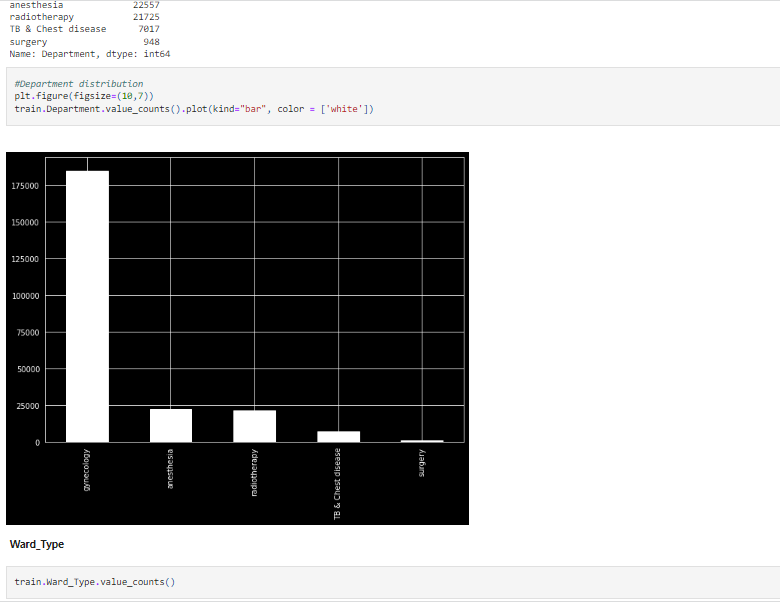 anesthesia 22557
radiotherapy 21725
TB & Chest disease 7017
surgery 948
Name: Department, dtype: int64
#Department distribution
plt.figure(figsize=(10,7))
train.Department.value_counts().plot(kind="bar", color = ['white'])
175000
150000
125000
100000
75000
50000
25000
0
gynecology
anesthesia
radiotherapy
TB & Chest disease
surgery
Ward_Type
train.Ward_Type.value_counts()